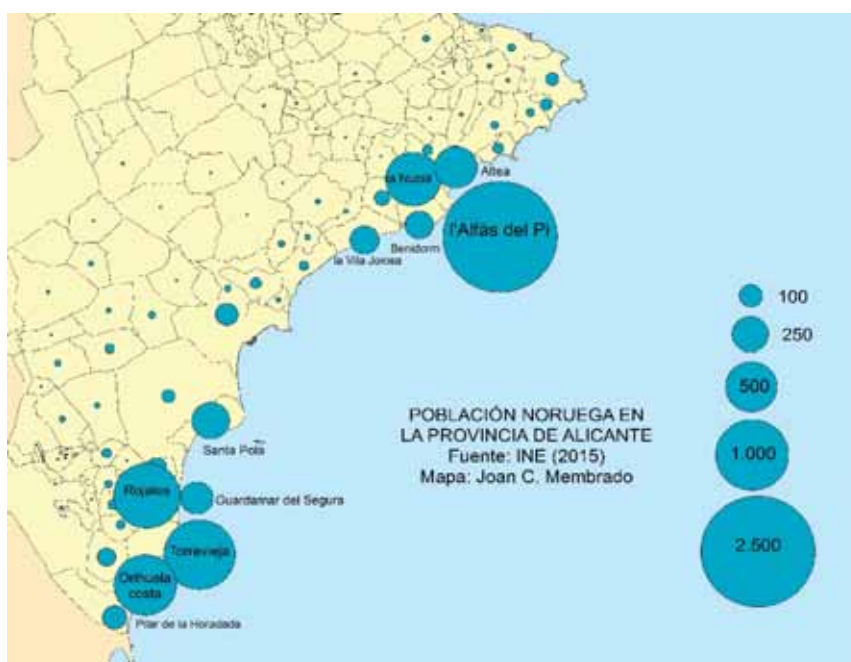 la Nucia
Altea
l'Alfàs del Pi
Benidorm
la Vila Joiosa
100
250
500
1.000
2.500
POBLACIÓN NORUEGA EN
LA PROVINCIA DE ALICANTE
Fuente: INE (2015)
Mapa: Joan C. Membrado
Santa Pola
Rojales
Guardamar del Segura
Torrevieja
Orihuela
costa
Pilar de la Horadada